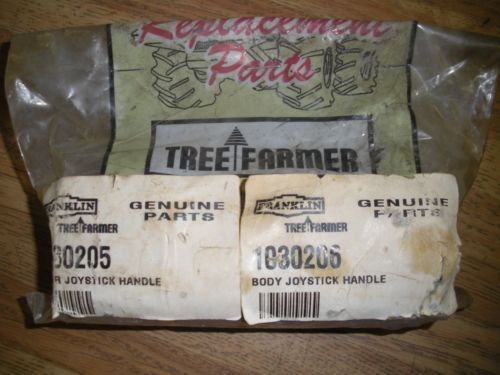 Replacement
Parts
TREE FARMER
FRANKLIN
GENUINE
PARTS
TREE FARMER
30205
R JOYSTICK HANDLE
FRANKLIN
GENUINE
PARTS
TREE FARMER
1030206
BODY JOYSTICK HANDLE